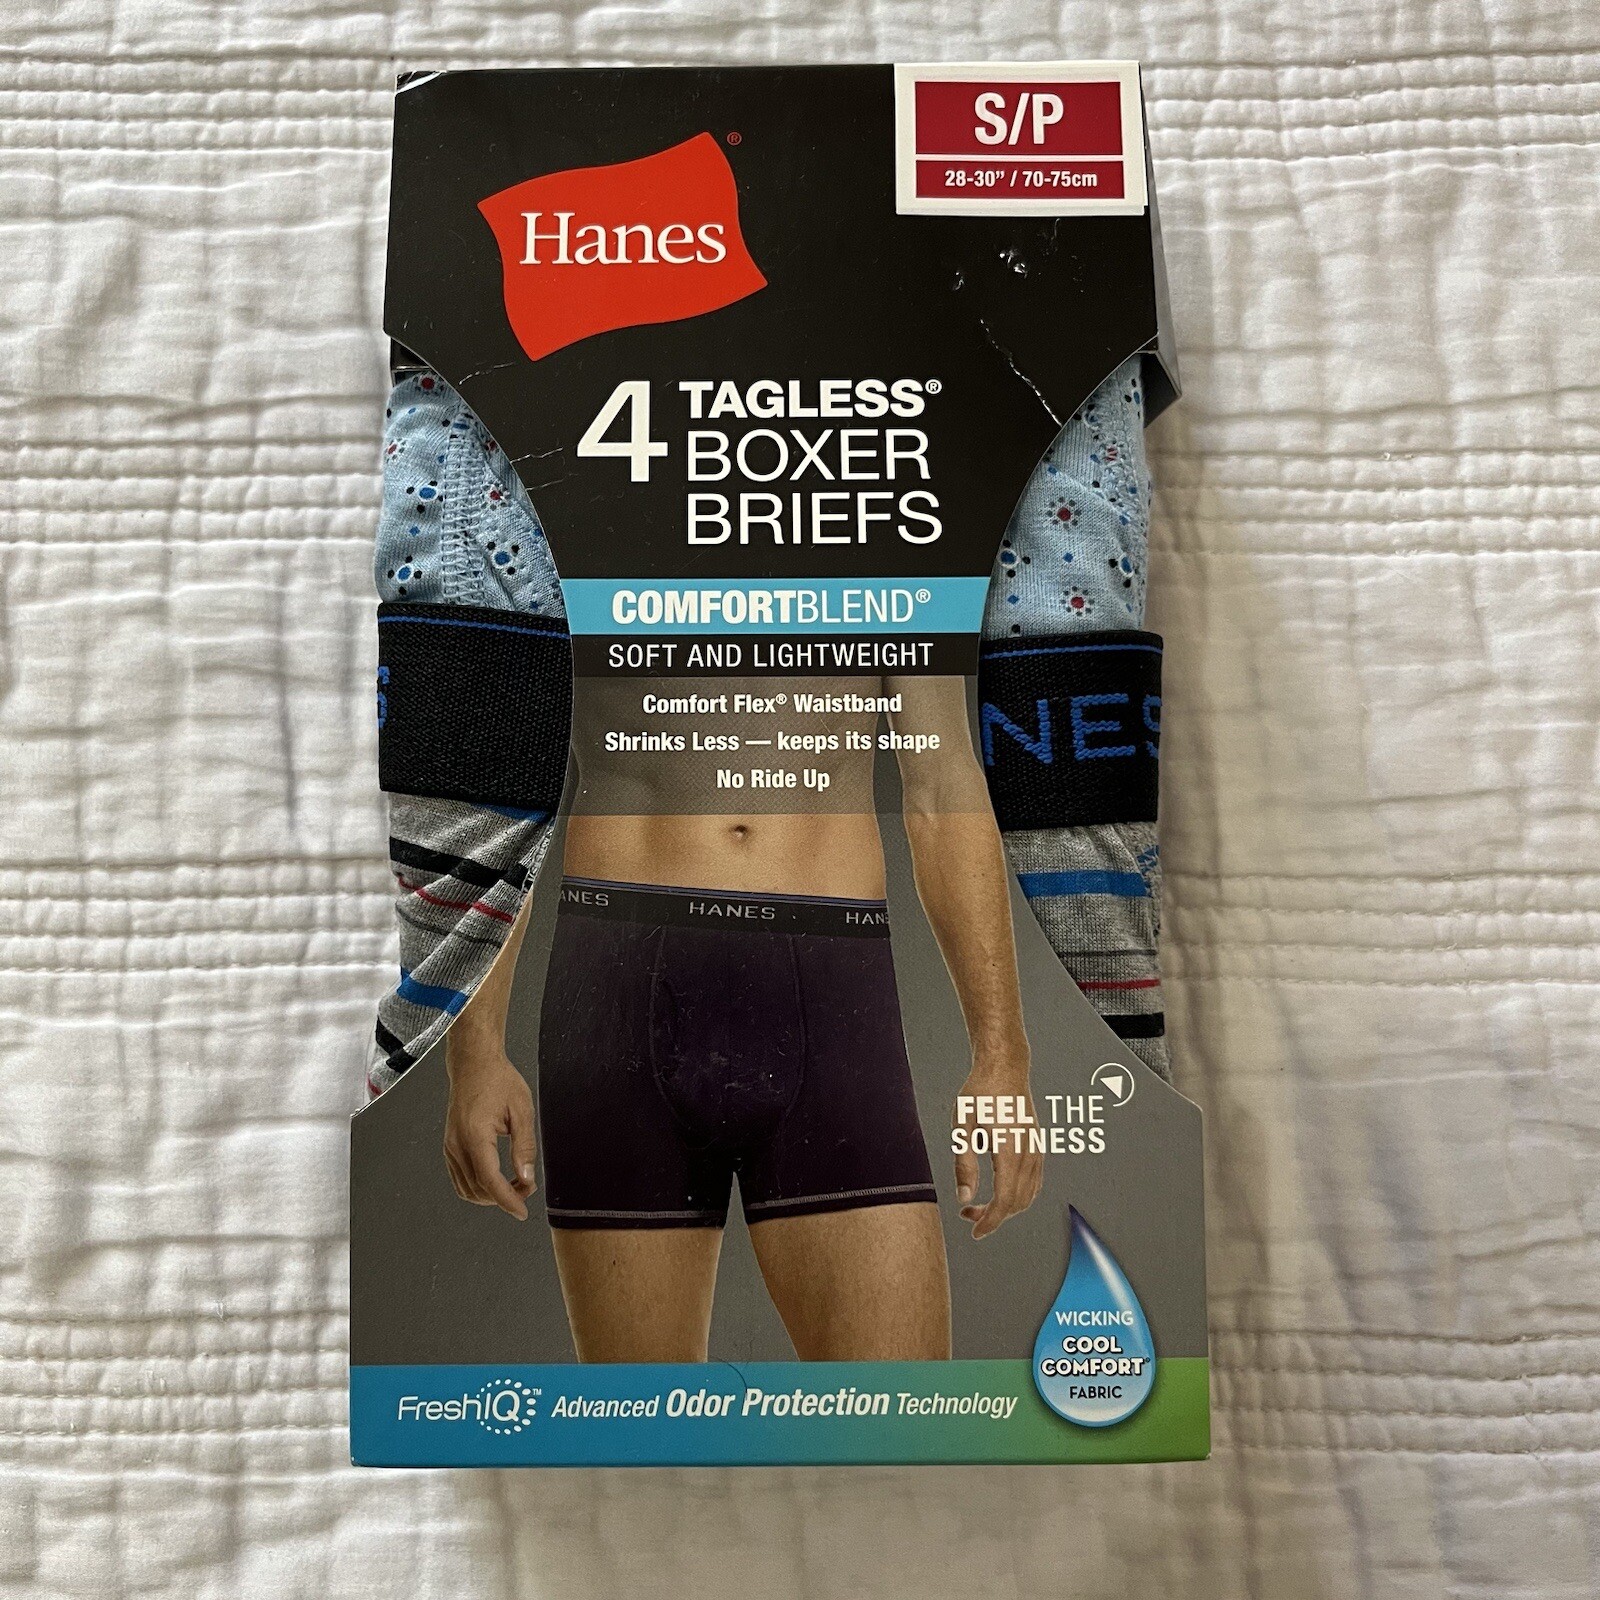 S/P
28-30” / 70-75cm
Hanes®
4 TAGLESS®
BOXER
BRIEFS
COMFORTBLEND®
SOFT AND LIGHTWEIGHT
Comfort Flex® Waistband
Shrinks Less — keeps its shape
No Ride Up
S
NES
ANES HANES HAN
FEEL THE
SOFTNESS
WICKING
COOL
COMFORT®
FABRIC
FreshIQ™ Advanced Odor Protection Technology